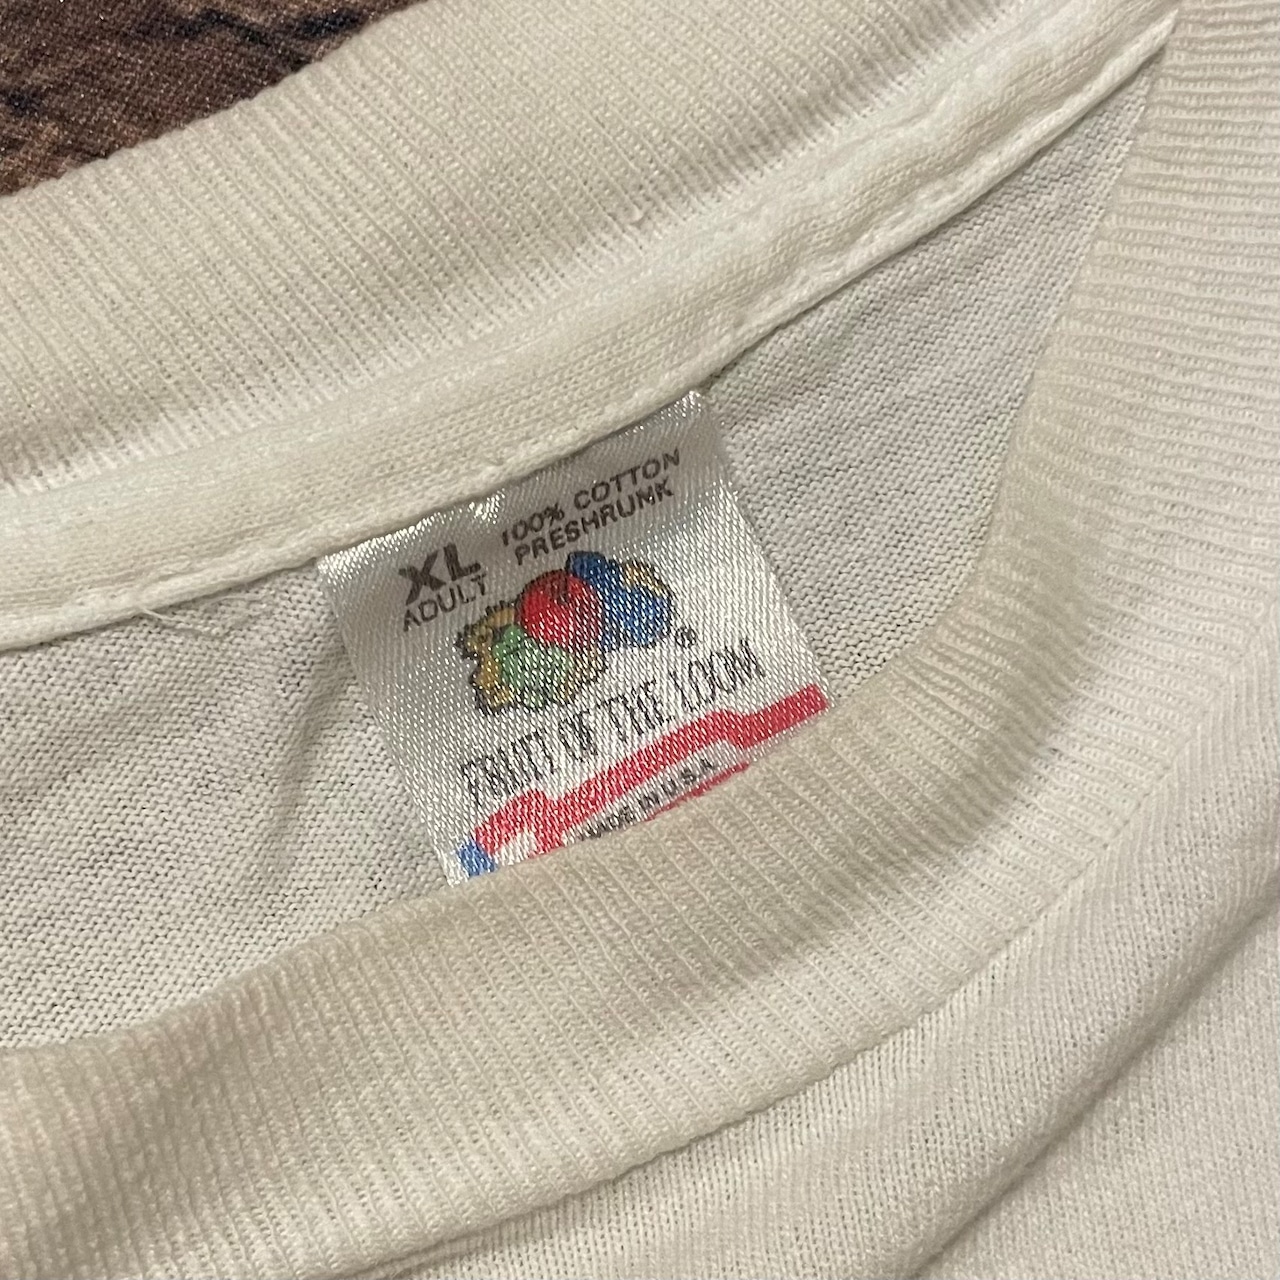 XL
ADULT
100% COTTON
PRESHRUNK
®
FRUIT OF THE LOOM
MADE IN U.S.A.